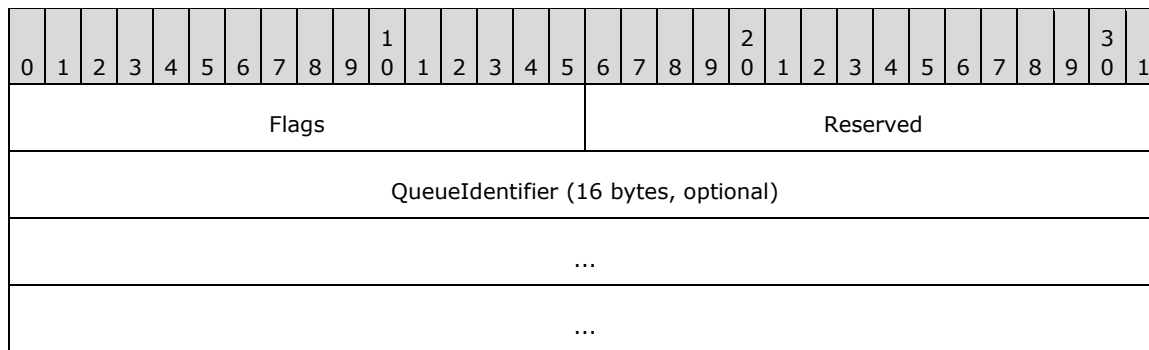 1 2 3
0 1 2 3 4 5 6 7 8 9 0 1 2 3 4 5 6 7 8 9 0 1 2 3 4 5 6 7 8 9 0 1
Flags Reserved
QueueIdentifier (16 bytes, optional)
...
...